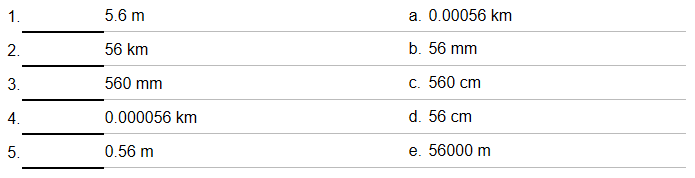 1. 5.6 m a. 0.00056 km
2. 56 km b. 56 mm
3. 560 mm c. 560 cm
4. 0.000056 km d. 56 cm
5. 0.56 m e. 56000 m